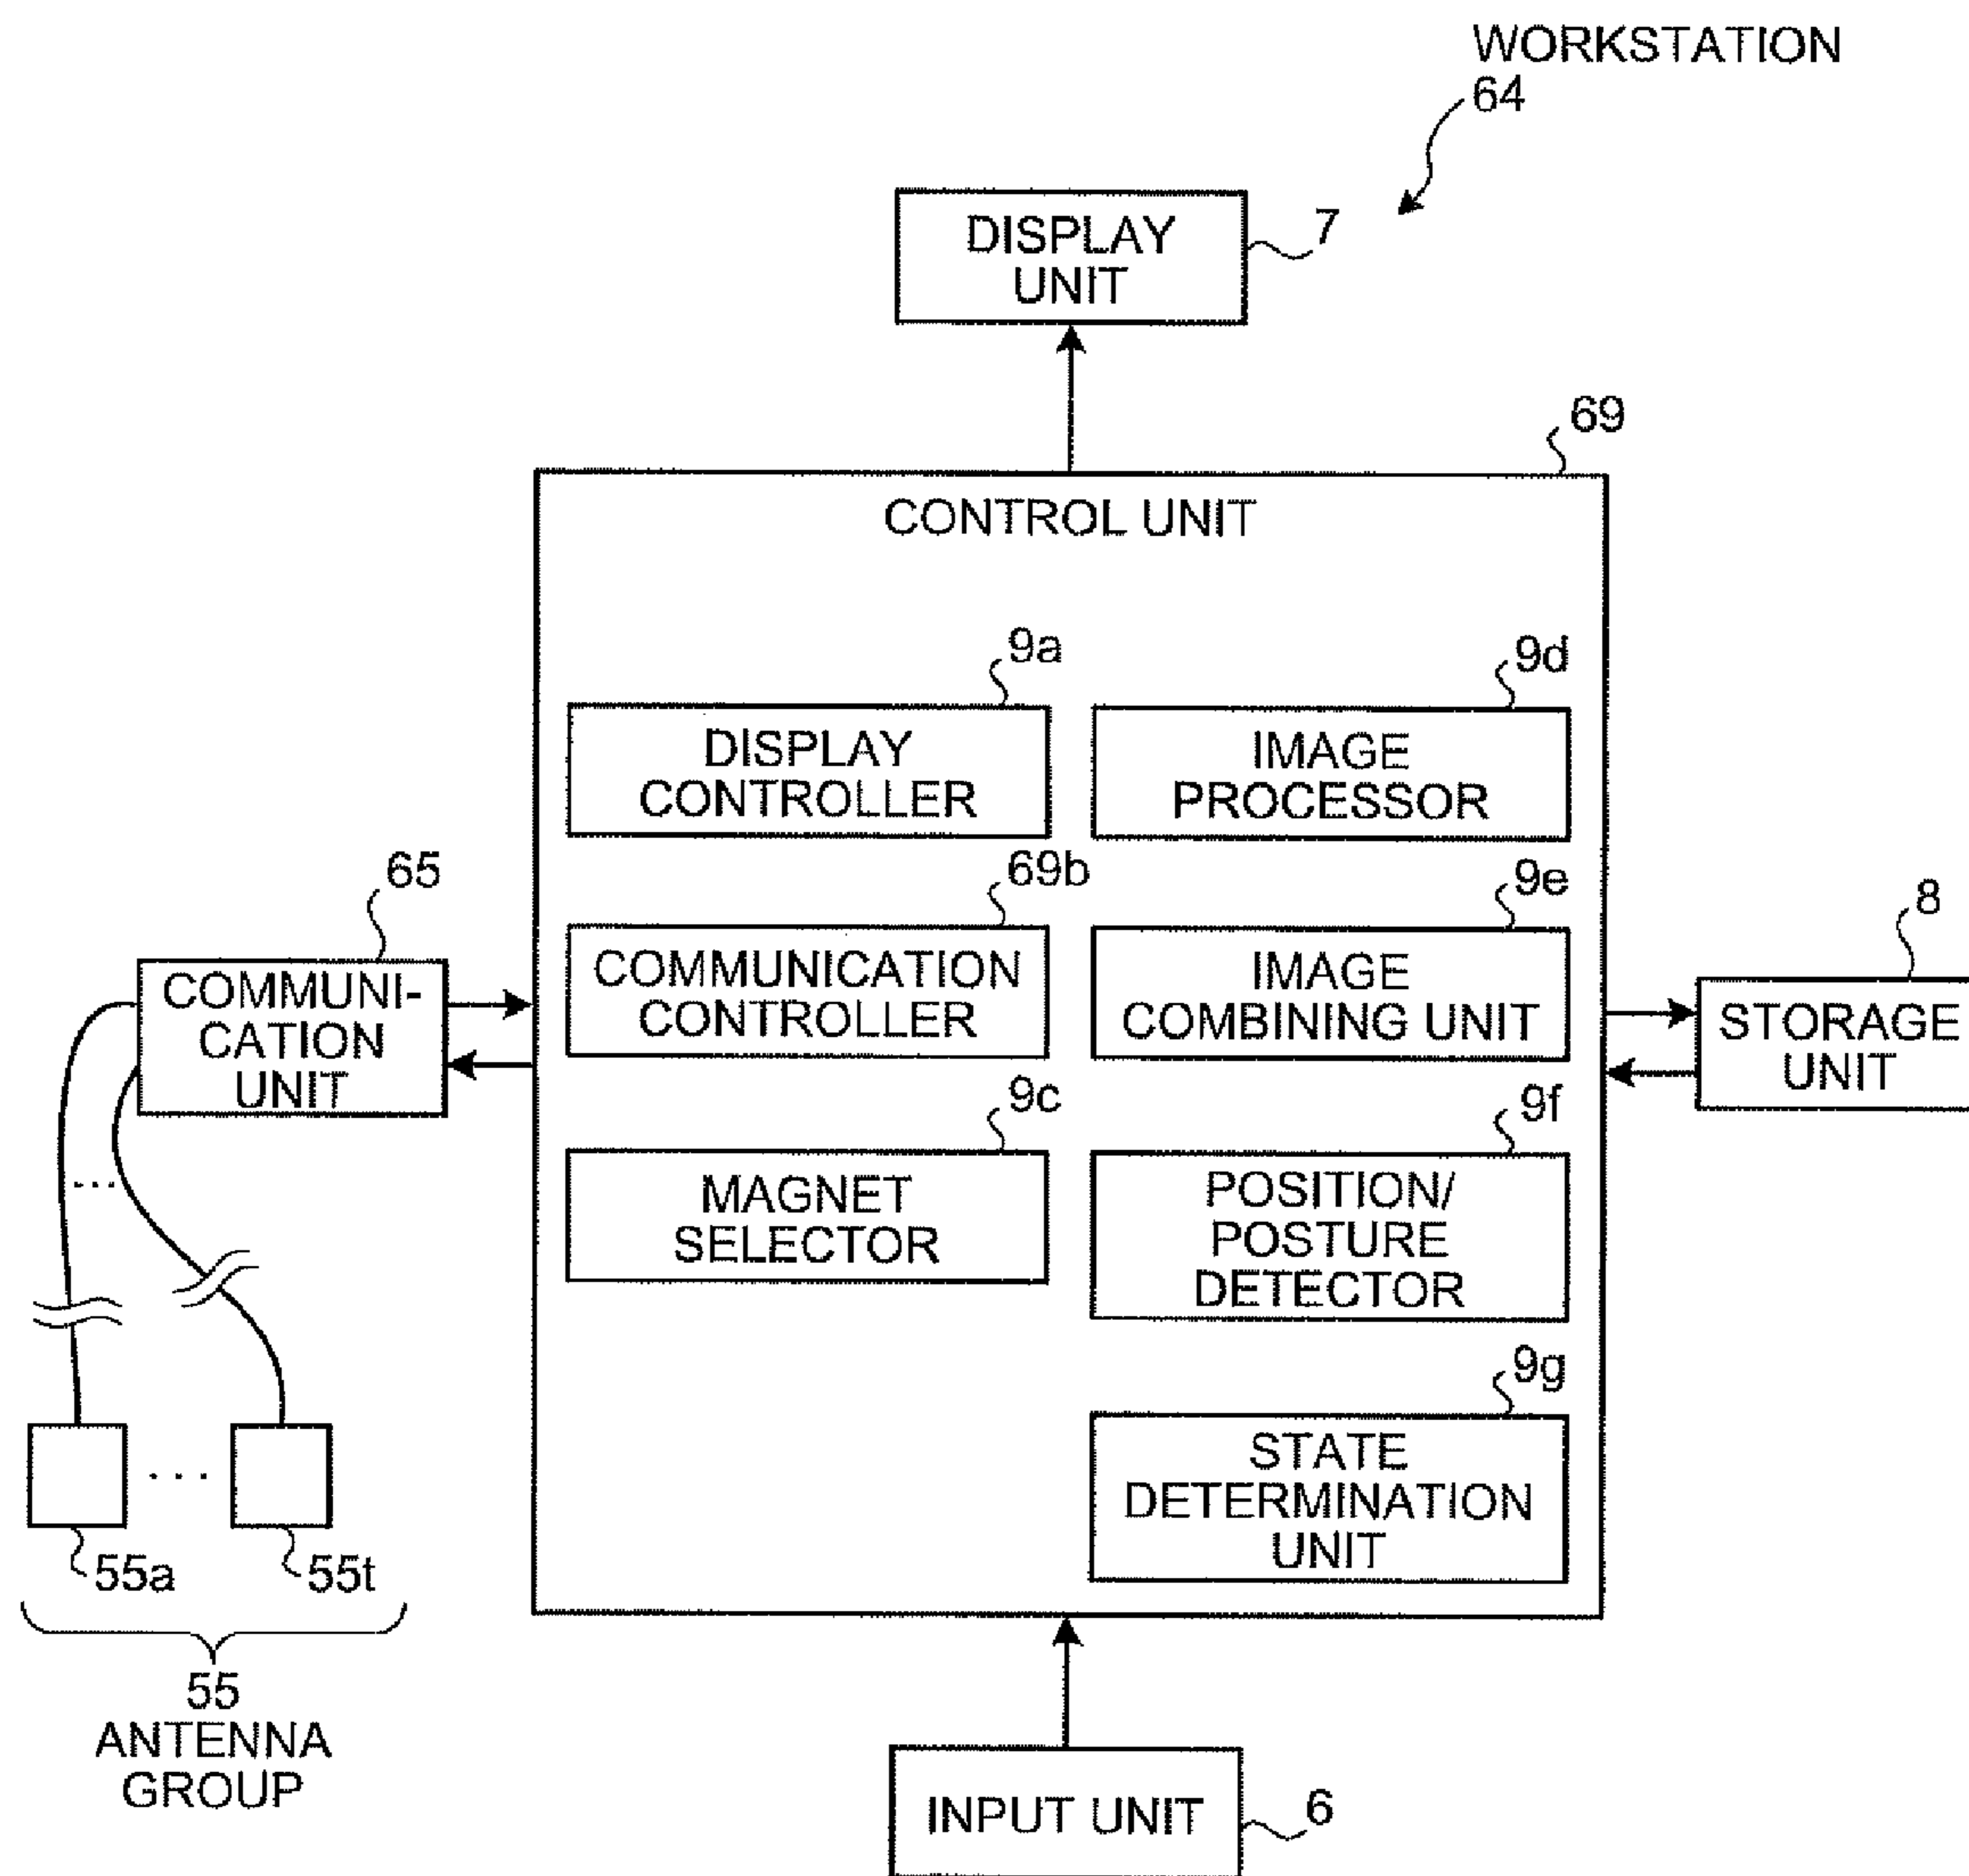 WORKSTATION
64
DISPLAY
UNIT
7
69
CONTROL UNIT
9a
DISPLAY
CONTROLLER
9d
IMAGE
PROCESSOR
65
COMMUNI-
CATION
UNIT
69b
COMMUNICATION
CONTROLLER
9e
IMAGE
COMBINING UNIT
8
STORAGE
UNIT
9c
MAGNET
SELECTOR
9f
POSITION/
POSTURE
DETECTOR
...
9g
STATE
DETERMINATION
UNIT
...
55a
55t
55
ANTENNA
GROUP
INPUT UNIT
6